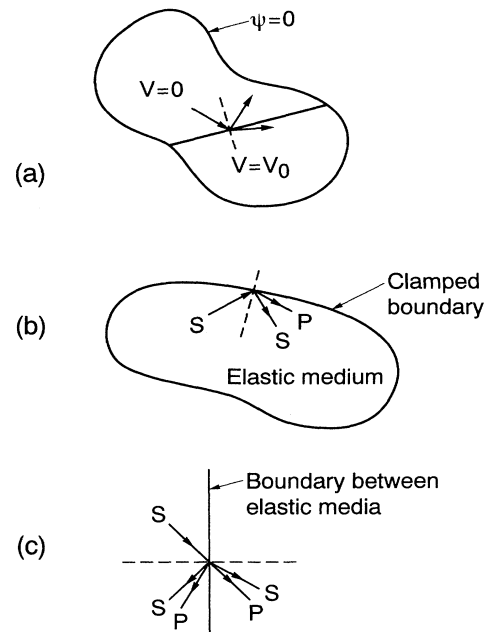 ψ=0
V=0
V=V₀
(a)
Clamped
boundary
(b)
S
P
S
Elastic medium
Boundary between
elastic media
S
(c)
S
S
P
P